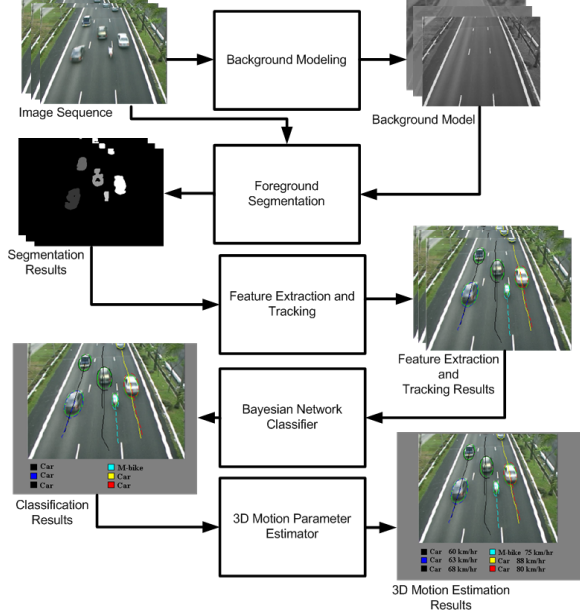 Image Sequence
Background Modeling
Background Model
Foreground
Segmentation
Segmentation
Results
Feature Extraction and
Tracking
Feature Extraction
and
Tracking Results
Bayesian Network
Classifier
Car M-bike
Car Car
Car Car
Classification
Results
3D Motion Parameter
Estimator
Car 60 km/hr M-bike 75 km/hr
Car 63 km/hr Car 88 km/hr
Car 68 km/hr Car 80 km/hr
3D Motion Estimation
Results